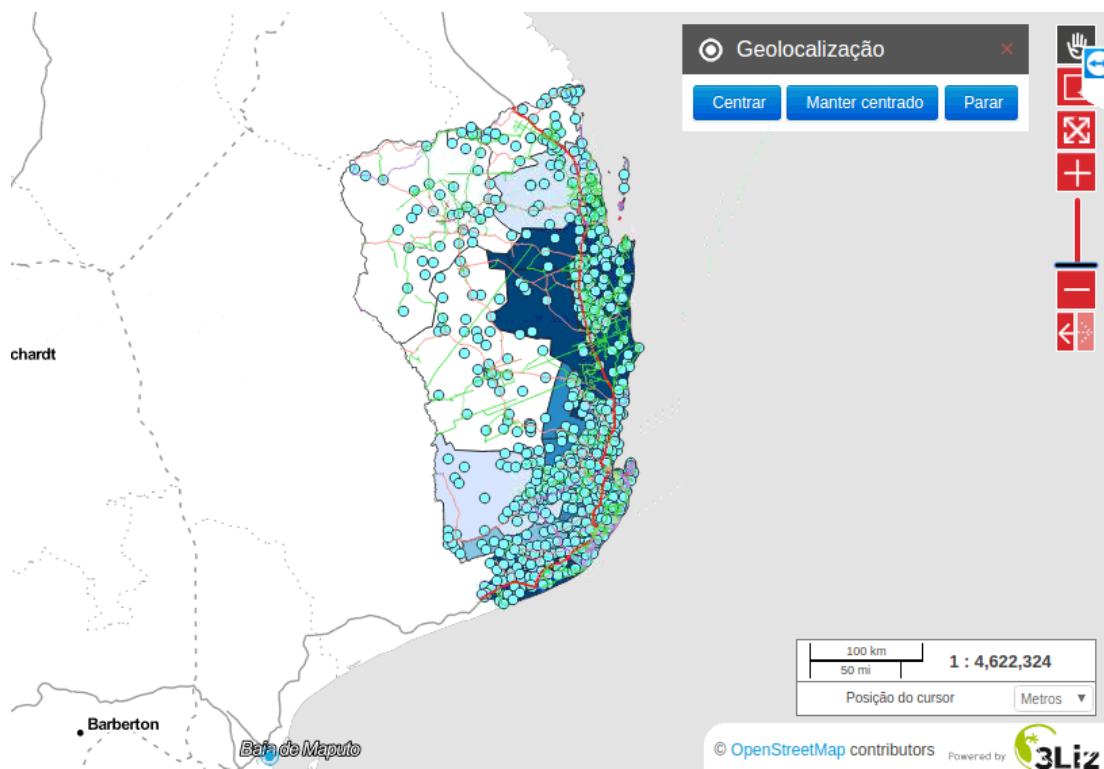 Geolocalização
Centrar
Manter centrado
Parar
chardt
Barberton
Baia de Maputo
100 km
50 mi
1 : 4,622,324
Posição do cursor
Metros
© OpenStreetMap contributors
Powered by
3Liz